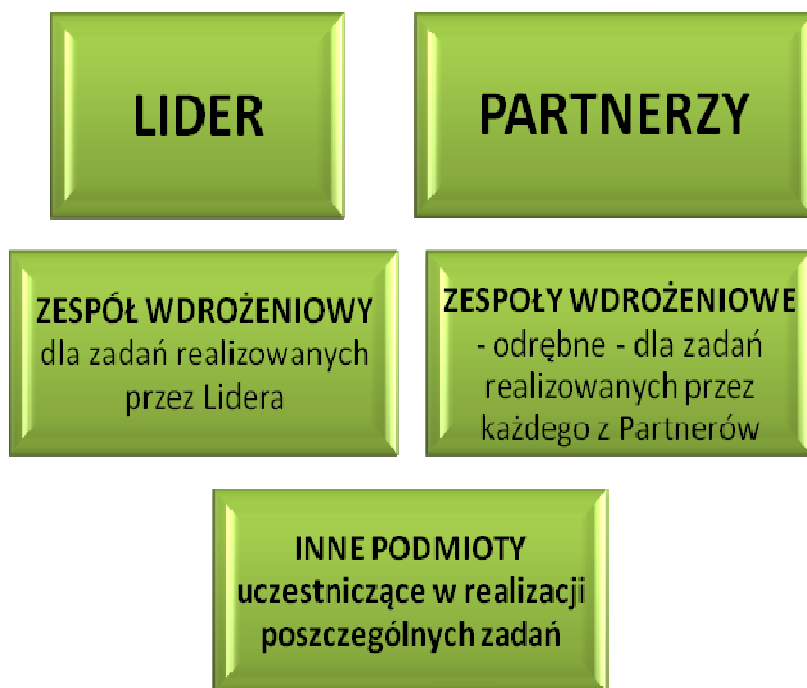 LIDER
PARTNERZY
ZESPÓŁ WDROŻENIOWY
dla zadań realizowanych
przez Lidera
ZESPOŁY WDROŻENIOWE
- odrębne - dla zadań
realizowanych przez
każdego z Partnerów
INNE PODMIOTY
uczestniczące w realizacji
poszczególnych zadań